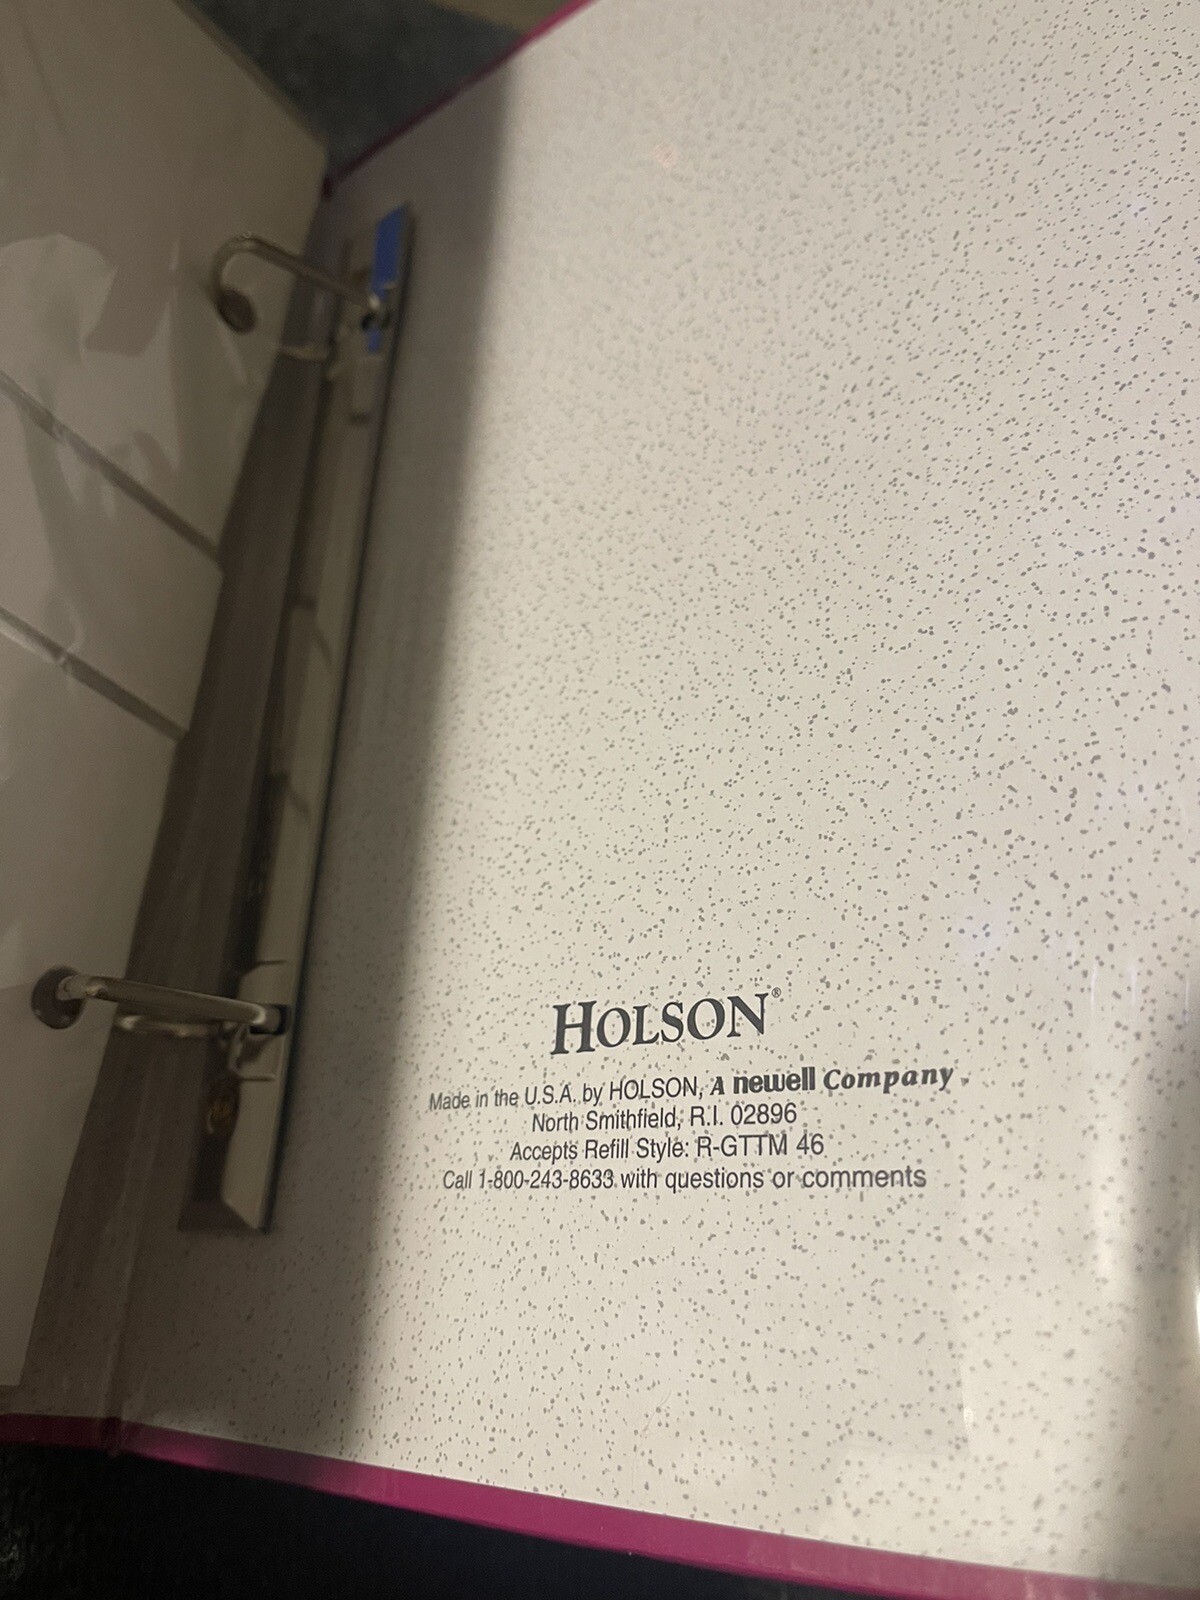 HOLSON®
Made in the U.S.A. by HOLSON, A newell Company
North Smithfield, R.I. 02896
Accepts Refill Style: R-GTTM 46
Call 1-800-243-8633 with questions or comments